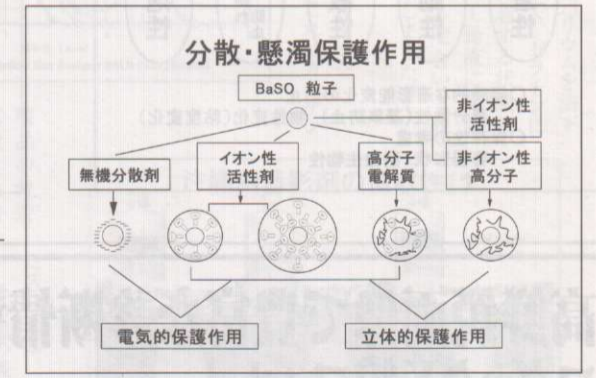 分散・懸濁保護作用
BaSO 粒子
非イオン性
活性剤
無機分散剤
イオン性
活性剤
高分子
電解質
非イオン性
高分子
電気的保護作用
立体的保護作用